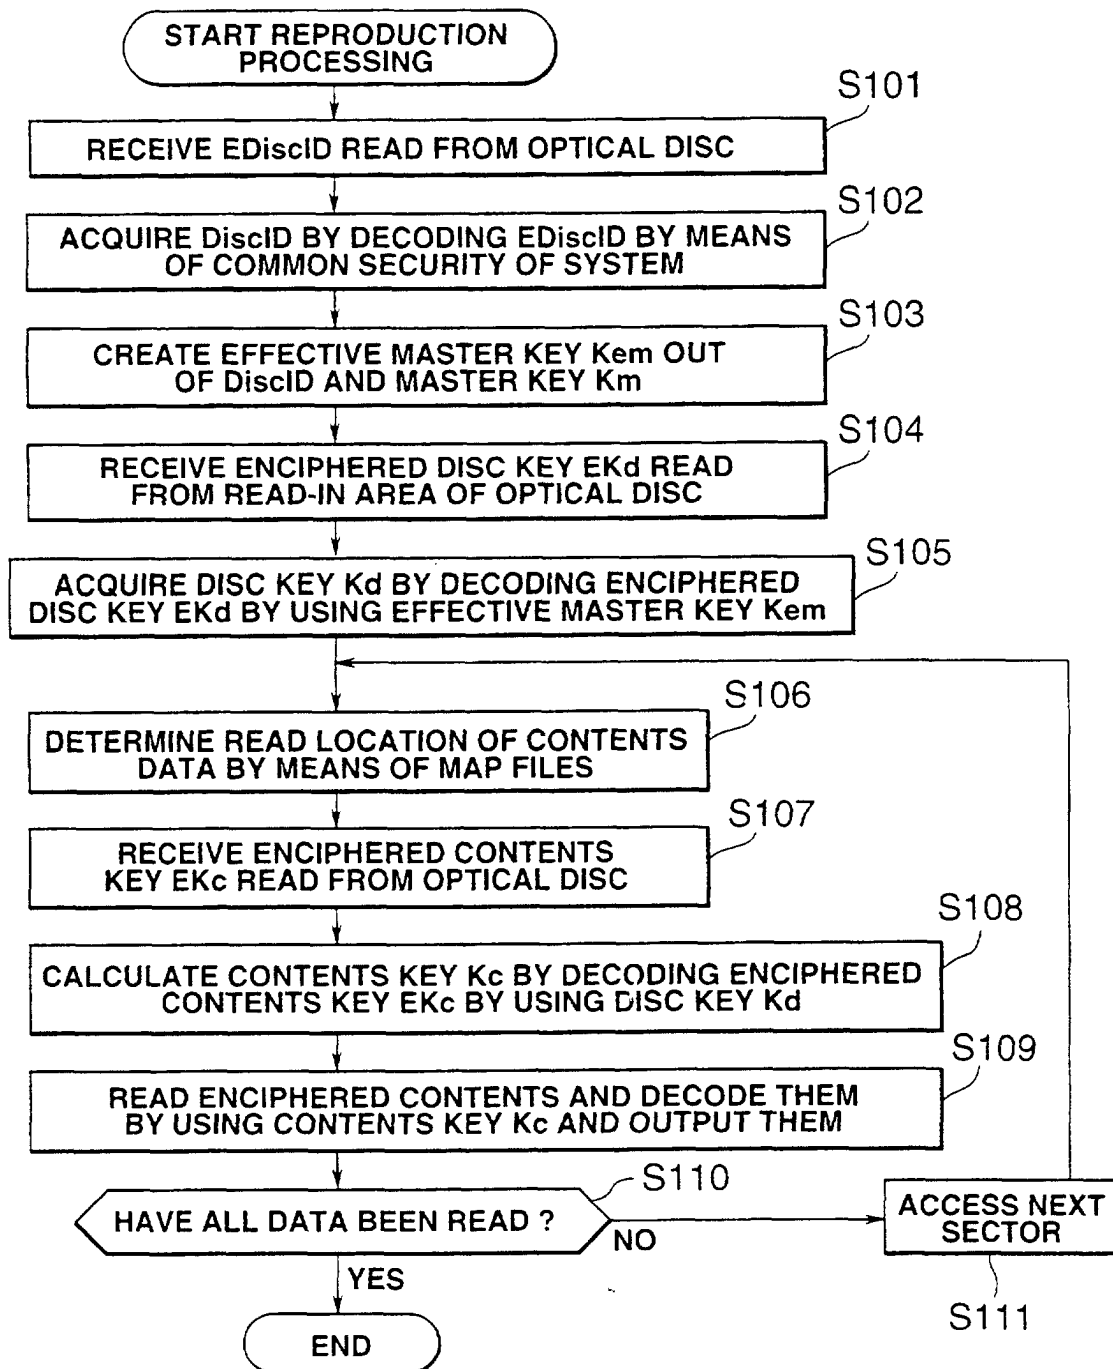 START REPRODUCTION
PROCESSING
S101
RECEIVE EDiscID READ FROM OPTICAL DISC
S102
ACQUIRE DiscID BY DECODING EDiscID BY MEANS
OF COMMON SECURITY OF SYSTEM
S103
CREATE EFFECTIVE MASTER KEY Kem OUT
OF DiscID AND MASTER KEY Km
S104
RECEIVE ENCIPHERED DISC KEY EKd READ
FROM READ-IN AREA OF OPTICAL DISC
S105
ACQUIRE DISC KEY Kd BY DECODING ENCIPHERED
DISC KEY EKd BY USING EFFECTIVE MASTER KEY Kem
S106
DETERMINE READ LOCATION OF CONTENTS
DATA BY MEANS OF MAP FILES
S107
RECEIVE ENCIPHERED CONTENTS
KEY EKc READ FROM OPTICAL DISC
S108
CALCULATE CONTENTS KEY Kc BY DECODING ENCIPHERED
CONTENTS KEY EKc BY USING DISC KEY Kd
S109
READ ENCIPHERED CONTENTS AND DECODE THEM
BY USING CONTENTS KEY Kc AND OUTPUT THEM
S110
HAVE ALL DATA BEEN READ ?
NO
ACCESS NEXT
SECTOR
S111
YES
END